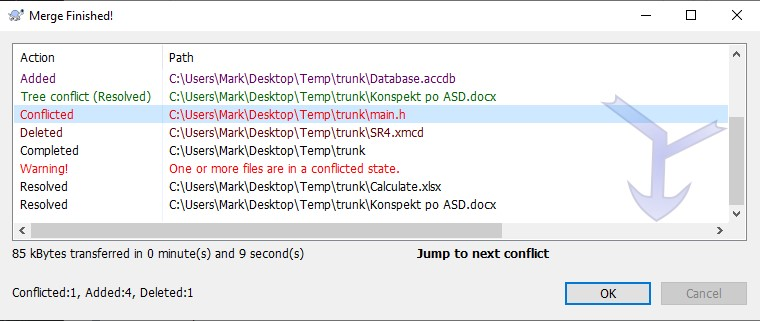 Merge Finished!
Action Path
Added C:\Users\Mark\Desktop\Temp\trunk\Database.accdb
Tree conflict (Resolved) C:\Users\Mark\Desktop\Temp\trunk\Konspekt po ASD.docx
Conflicted C:\Users\Mark\Desktop\Temp\trunk\main.h
Deleted C:\Users\Mark\Desktop\Temp\trunk\SR4.xmcd
Completed C:\Users\Mark\Desktop\Temp\trunk
Warning! One or more files are in a conflicted state.
Resolved C:\Users\Mark\Desktop\Temp\trunk\Calculate.xlsx
Resolved C:\Users\Mark\Desktop\Temp\trunk\Konspekt po ASD.docx
85 kBytes transferred in 0 minute(s) and 9 second(s) Jump to next conflict
Conflicted:1, Added:4, Deleted:1 OK Cancel